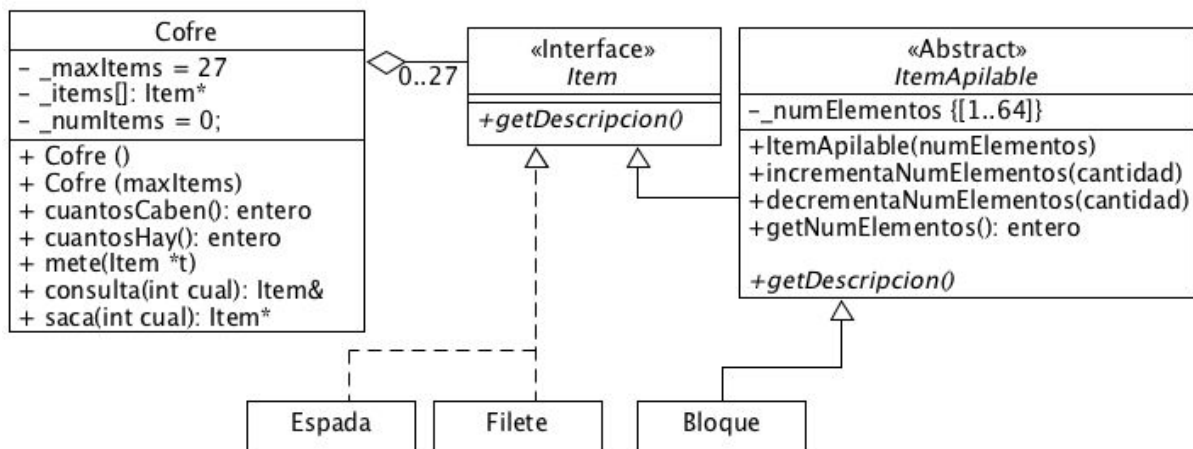 Cofre
- _maxItems = 27
- _items[]: Item*
- _numItems = 0;
+ Cofre ()
+ Cofre (maxItems)
+ cuantosCaben(): entero
+ cuantosHay(): entero
+ mete(Item *t)
+ consulta(int cual): Item&
+ saca(int cual): Item*
0..27
«Interface»
Item
+getDescripcion()
«Abstract»
ItemApilable
-_numElementos {[1..64]}
+ItemApilable(numElementos)
+incrementaNumElementos(cantidad)
+decrementaNumElementos(cantidad)
+getNumElementos(): entero
+getDescripcion()
Espada
Filete
Bloque